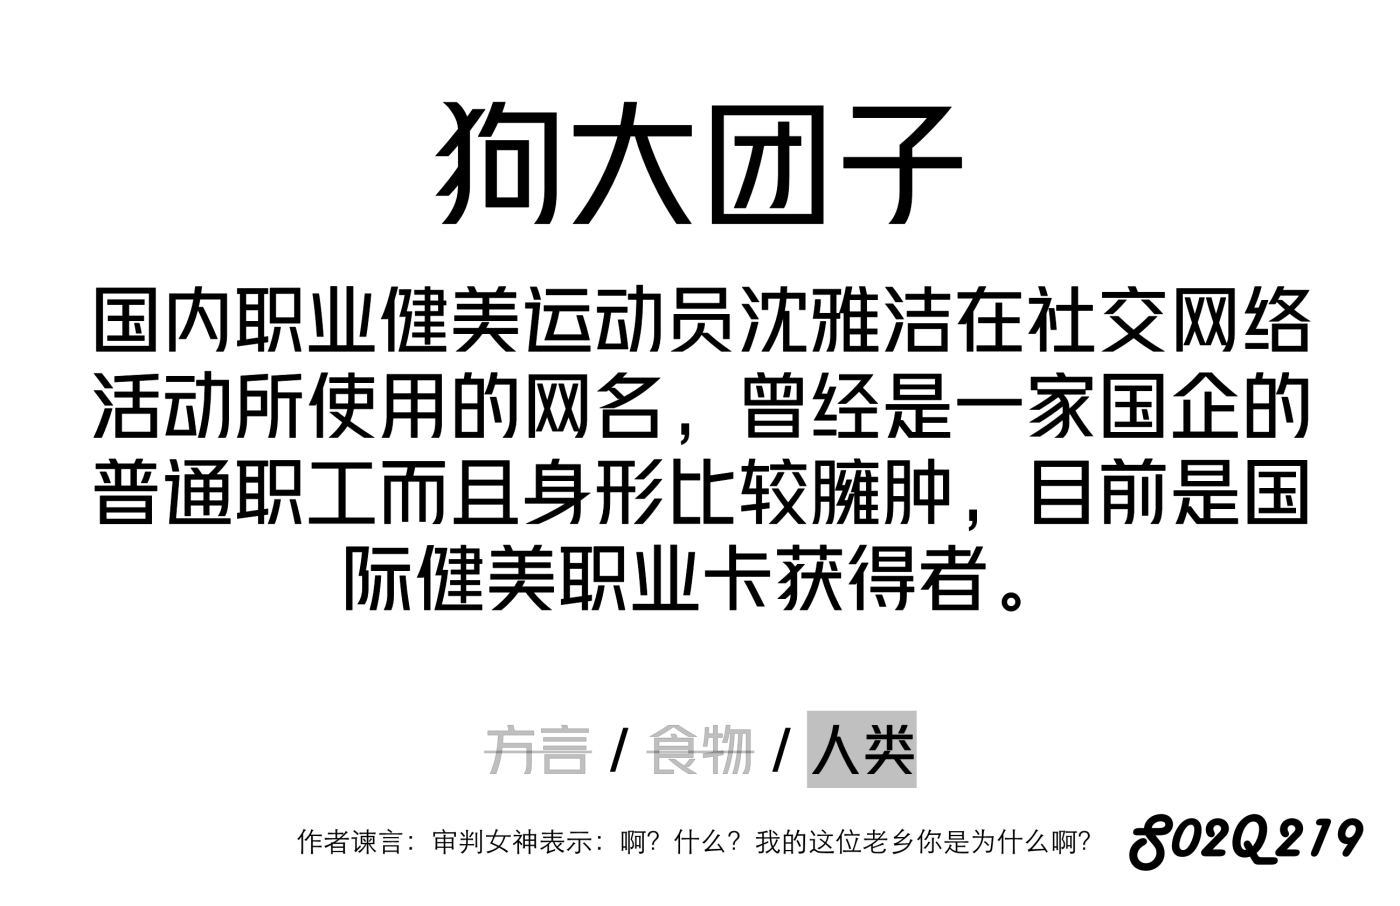 狗大团子
国内职业健美运动员沈雅洁在社交网络
活动所使用的网名，曾经是一家国企的
普通职工而且身形比较臃肿，目前是国
际健美职业卡获得者。
方言 / 食物 / 人类
作者谏言：审判女神表示：啊？什么？我的这位老乡你是为什么啊？
S02Q219